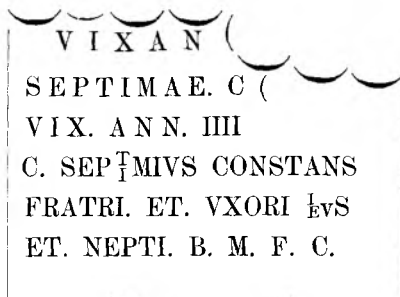 VIXAN (
SEPTIMAE. C (
VIX. ANN. IIII
C. SEPTIMIVS CONSTANS
FRATRI. ET. VXORI EIVS
ET. NEPTI. B. M. F. C.